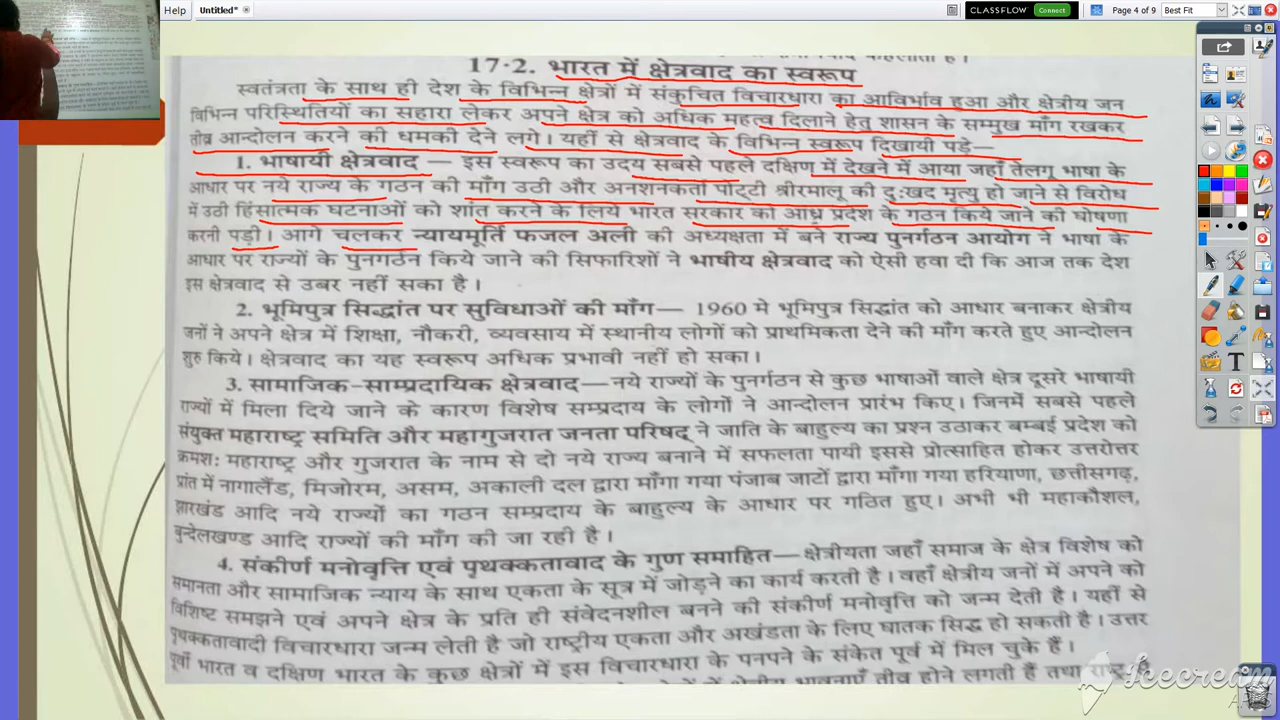 Help Untitled* CLASSFLOW Connect Page 4 of 9 Best Fit
17·2. भारत में क्षेत्रवाद का स्वरूप
स्वतंत्रता के साथ ही देश के विभिन्न क्षेत्रों में संकुचित विचारधारा का आविर्भाव हुआ और क्षेत्रीय जन
विभिन्न परिस्थितियों का सहारा लेकर अपने क्षेत्र को अधिक महत्व दिलाने हेतु शासन के सम्मुख माँग रखकर
तीव्र आन्दोलन करने की धमकी देने लगे। यहीं से क्षेत्रवाद के विभिन्न स्वरूप दिखायी पड़े—
1. भाषायी क्षेत्रवाद — इस स्वरूप का उदय सबसे पहले दक्षिण में देखने में आया जहाँ तेलगू भाषा के
आधार पर नये राज्य के गठन की माँग उठी और अनशनकर्ता पोट्टी श्रीरमालू की दुःखद मृत्यु हो जाने से विरोध
में उठी हिंसात्मक घटनाओं को शांत करने के लिये भारत सरकार को आंध्र प्रदेश के गठन किये जाने की घोषणा
करनी पड़ी। आगे चलकर न्यायमूर्ति फजल अली की अध्यक्षता में बने राज्य पुनर्गठन आयोग ने भाषा के
आधार पर राज्यों के पुनगर्ठन किये जाने की सिफारिशों ने भाषीय क्षेत्रवाद को ऐसी हवा दी कि आज तक देश
इस क्षेत्रवाद से उबर नहीं सका है।
2. भूमिपुत्र सिद्धांत पर सुविधाओं की माँग— 1960 मे भूमिपुत्र सिद्धांत को आधार बनाकर क्षेत्रीय
जनों ने अपने क्षेत्र में शिक्षा, नौकरी, व्यवसाय में स्थानीय लोगों को प्राथमिकता देने की माँग करते हुए आन्दोलन
शुरु किये। क्षेत्रवाद का यह स्वरूप अधिक प्रभावी नहीं हो सका।
3. सामाजिक-साम्प्रदायिक क्षेत्रवाद—नये राज्यों के पुनर्गठन से कुछ भाषाओं वाले क्षेत्र दूसरे भाषायी
राज्यों में मिला दिये जाने के कारण विशेष सम्प्रदाय के लोगों ने आन्दोलन प्रारंभ किए। जिनमें सबसे पहले
संयुक्त महाराष्ट्र समिति और महागुजरात जनता परिषद् ने जाति के बाहुल्य का प्रश्न उठाकर बम्बई प्रदेश को
क्रमश: महाराष्ट्र और गुजरात के नाम से दो नये राज्य बनाने में सफलता पायी इससे प्रोत्साहित होकर उत्तरोत्तर
प्रांत में नागालैंड, मिजोरम, असम, अकाली दल द्वारा माँगा गया पंजाब जाटों द्वारा माँगा गया हरियाणा, छत्तीसगढ़,
झारखंड आदि नये राज्यों का गठन सम्प्रदाय के बाहुल्य के आधार पर गठित हुए। अभी भी महाकौशल,
बुन्देलखण्ड आदि राज्यों की माँग की जा रही है।
4. संकीर्ण मनोवृत्ति एवं पृथक्कतावाद के गुण समाहित—क्षेत्रीयता जहाँ समाज के क्षेत्र विशेष को
समानता और सामाजिक न्याय के साथ एकता के सूत्र में जोड़ने का कार्य करती है। वहाँ क्षेत्रीय जनों में अपने को
विशिष्ट समझने एवं अपने क्षेत्र के प्रति ही संवेदनशील बनने की संकीर्ण मनोवृत्ति को जन्म देती है। यहीं से
पृथक्कतावादी विचारधारा जन्म लेती है जो राष्ट्रीय एकता और अखंडता के लिए घातक सिद्ध हो सकती है। उत्तर
पूर्वी भारत व दक्षिण भारत के कुछ क्षेत्रों में इस विचारधारा के पनपने के संकेत पूर्व में मिल चुके हैं।
क्षेत्रीय भावनाएँ तीव्र होने लगती हैं तथा
Icecream
APPS